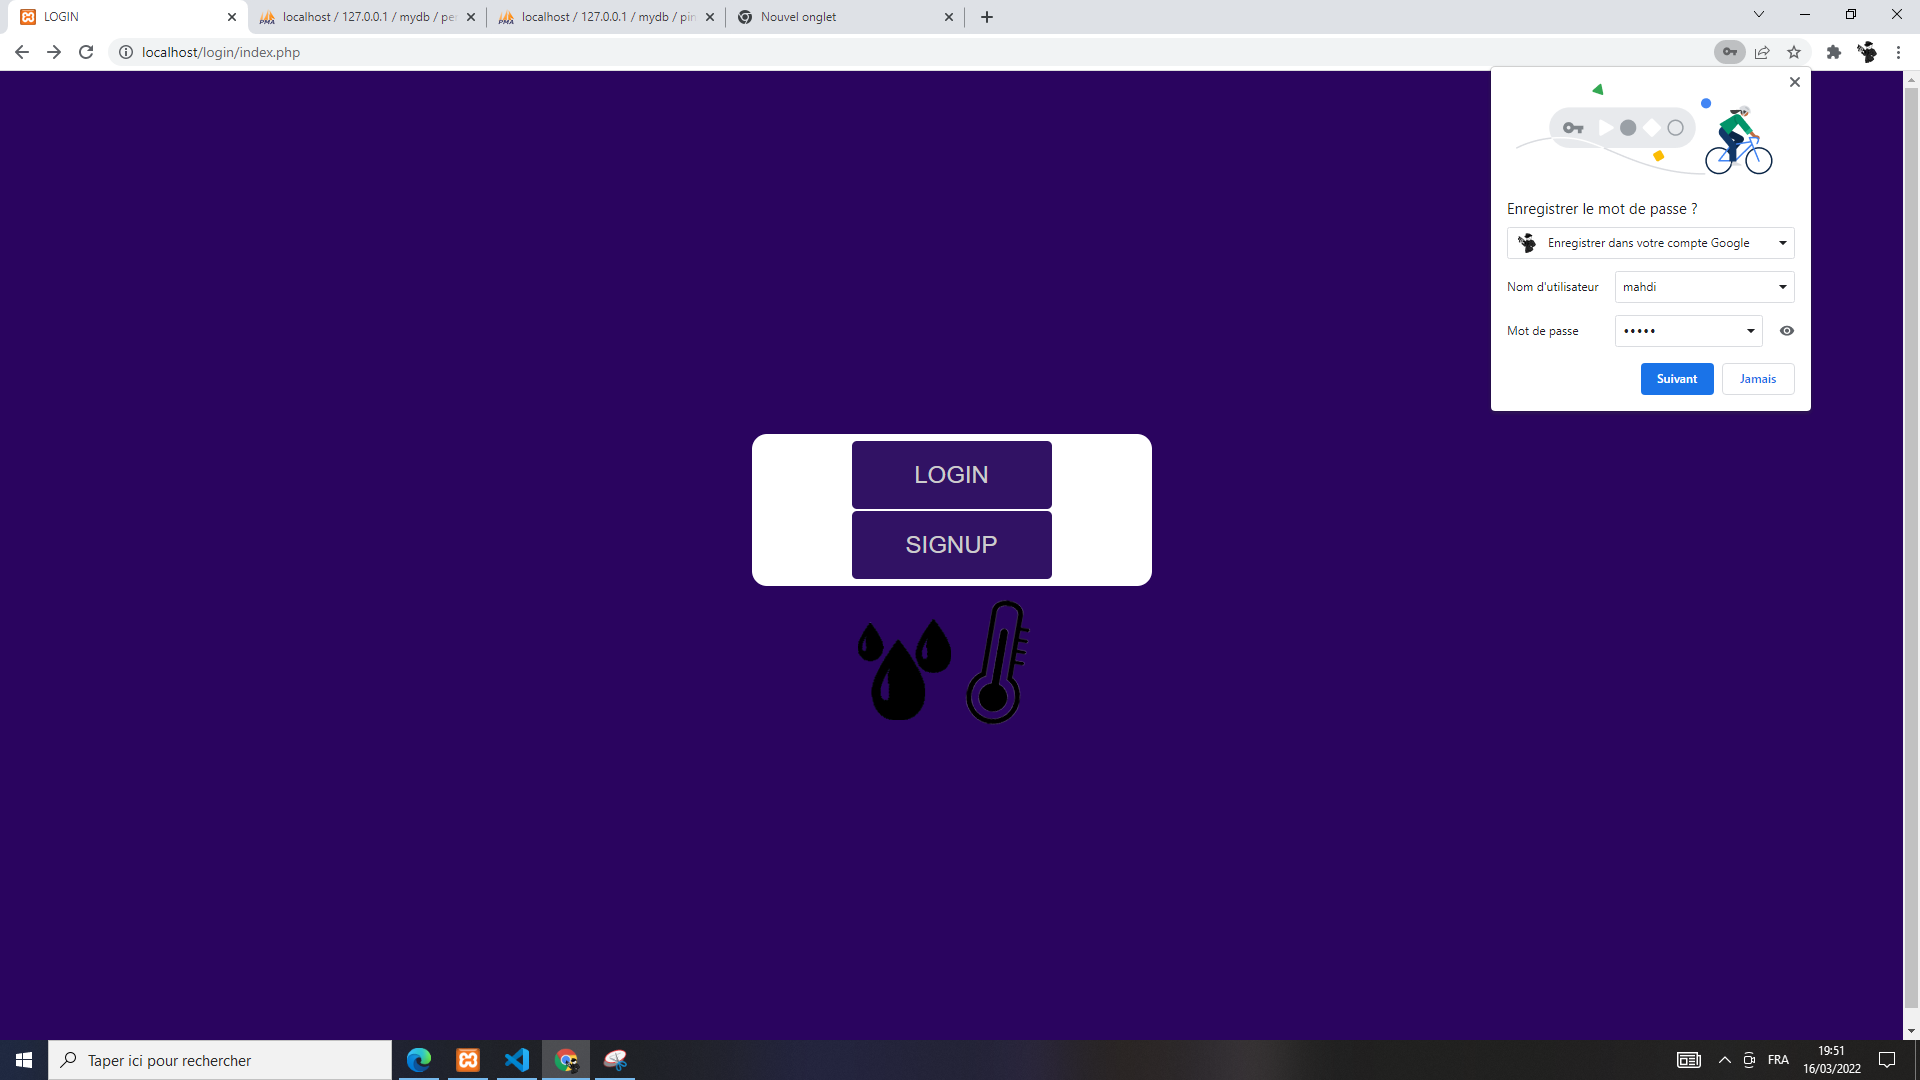 LOGIN
localhost / 127.0.0.1 / mydb / per
localhost / 127.0.0.1 / mydb / pin
Nouvel onglet
localhost/login/index.php
Enregistrer le mot de passe ?
Enregistrer dans votre compte Google
Nom d'utilisateur
mahdi
Mot de passe
•••••
Suivant
Jamais
LOGIN
SIGNUP
Taper ici pour rechercher
FRA
19:51
16/03/2022